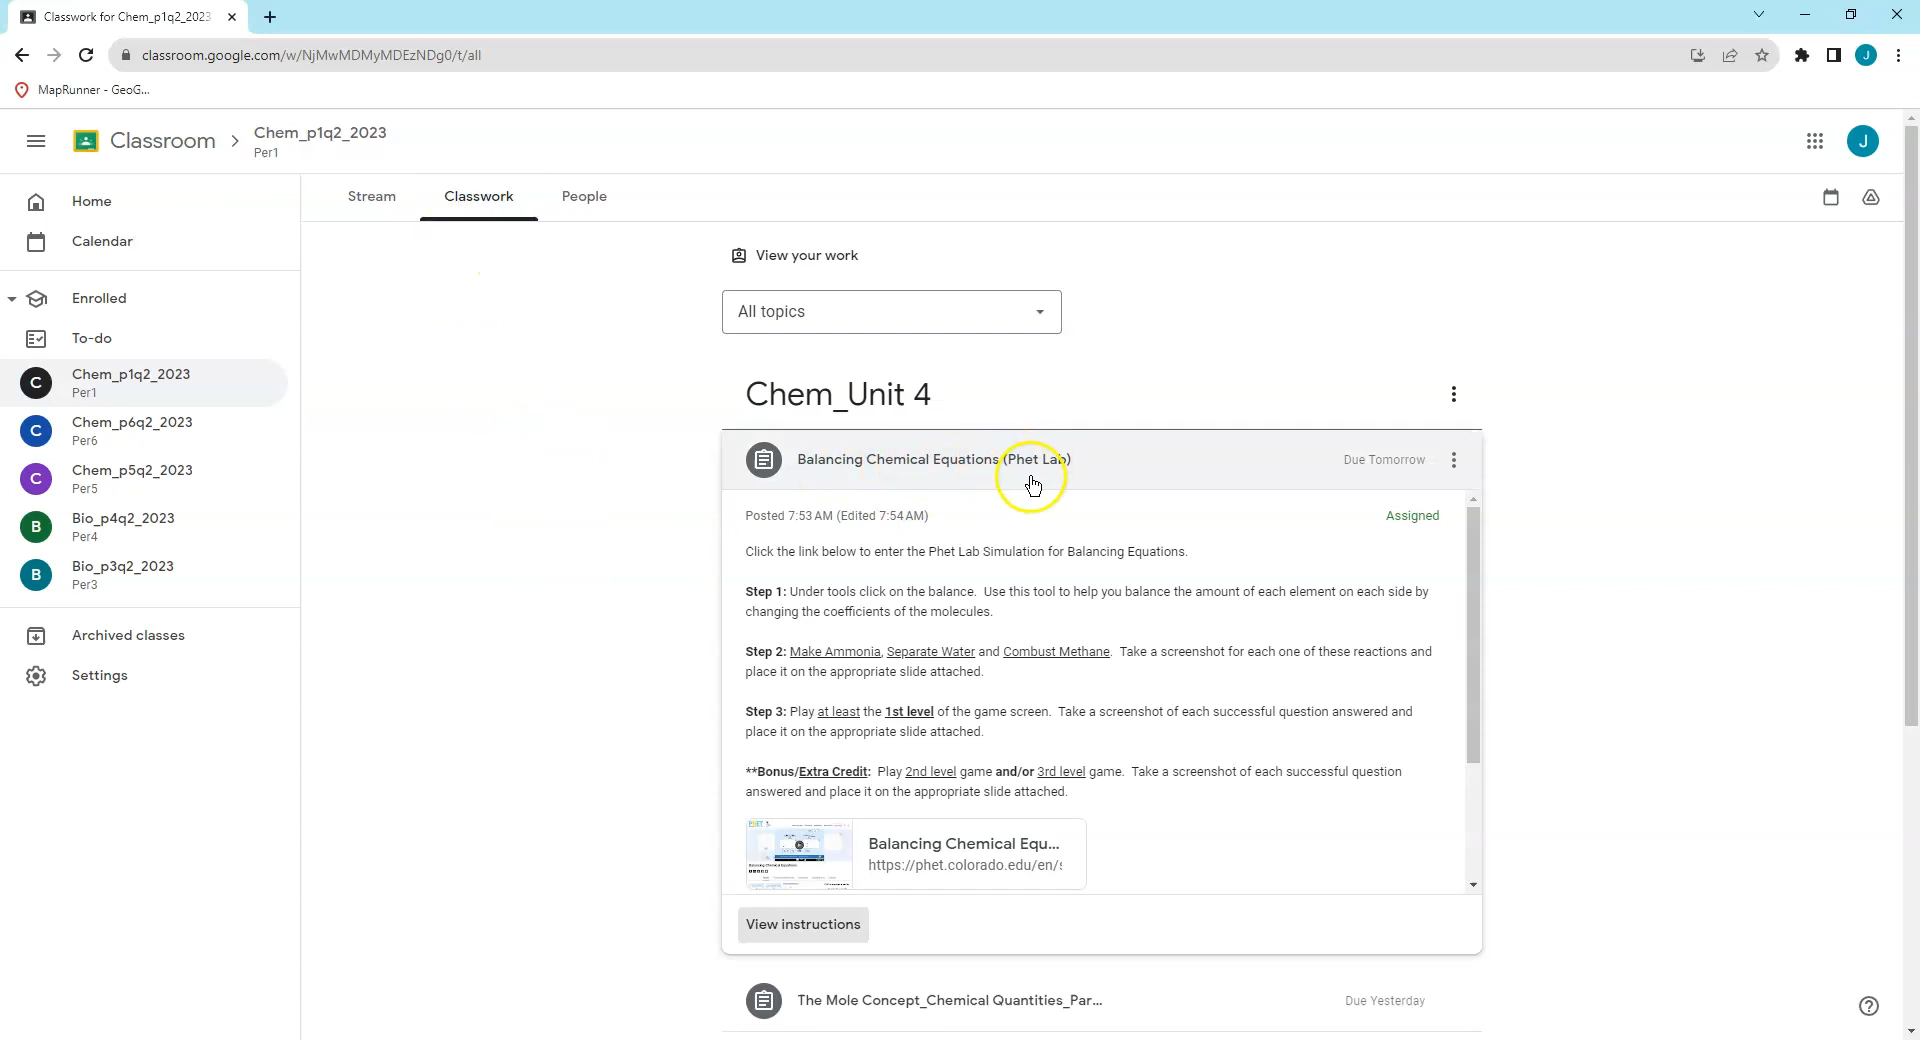 Classwork for Chem_p1q2_2023
classroom.google.com/w/NjMwMDMyMDEzNDg0/t/all
J
MapRunner - GeoG...
Classroom
Chem_p1q2_2023
Per1
J
Home
Calendar
Enrolled
To-do
C
Chem_p1q2_2023
Per1
C
Chem_p6q2_2023
Per6
C
Chem_p5q2_2023
Per5
B
Bio_p4q2_2023
Per4
B
Bio_p3q2_2023
Per3
Archived classes
Settings
Stream
Classwork
People
View your work
All topics
Chem_Unit 4
Balancing Chemical Equations (Phet Lab)
Due Tomorrow
Posted 7:53 AM (Edited 7:54 AM)
Assigned
Click the link below to enter the Phet Lab Simulation for Balancing Equations.
Step 1: Under tools click on the balance. Use this tool to help you balance the amount of each element on each side by
changing the coefficients of the molecules.
Step 2: Make Ammonia, Separate Water and Combust Methane. Take a screenshot for each one of these reactions and
place it on the appropriate slide attached.
Step 3: Play at least the 1st level of the game screen. Take a screenshot of each successful question answered and
place it on the appropriate slide attached.
**Bonus/Extra Credit: Play 2nd level game and/or 3rd level game. Take a screenshot of each successful question
answered and place it on the appropriate slide attached.
Balancing Chemical Equ...
https://phet.colorado.edu/en/s
View instructions
The Mole Concept_Chemical Quantities_Par...
Due Yesterday